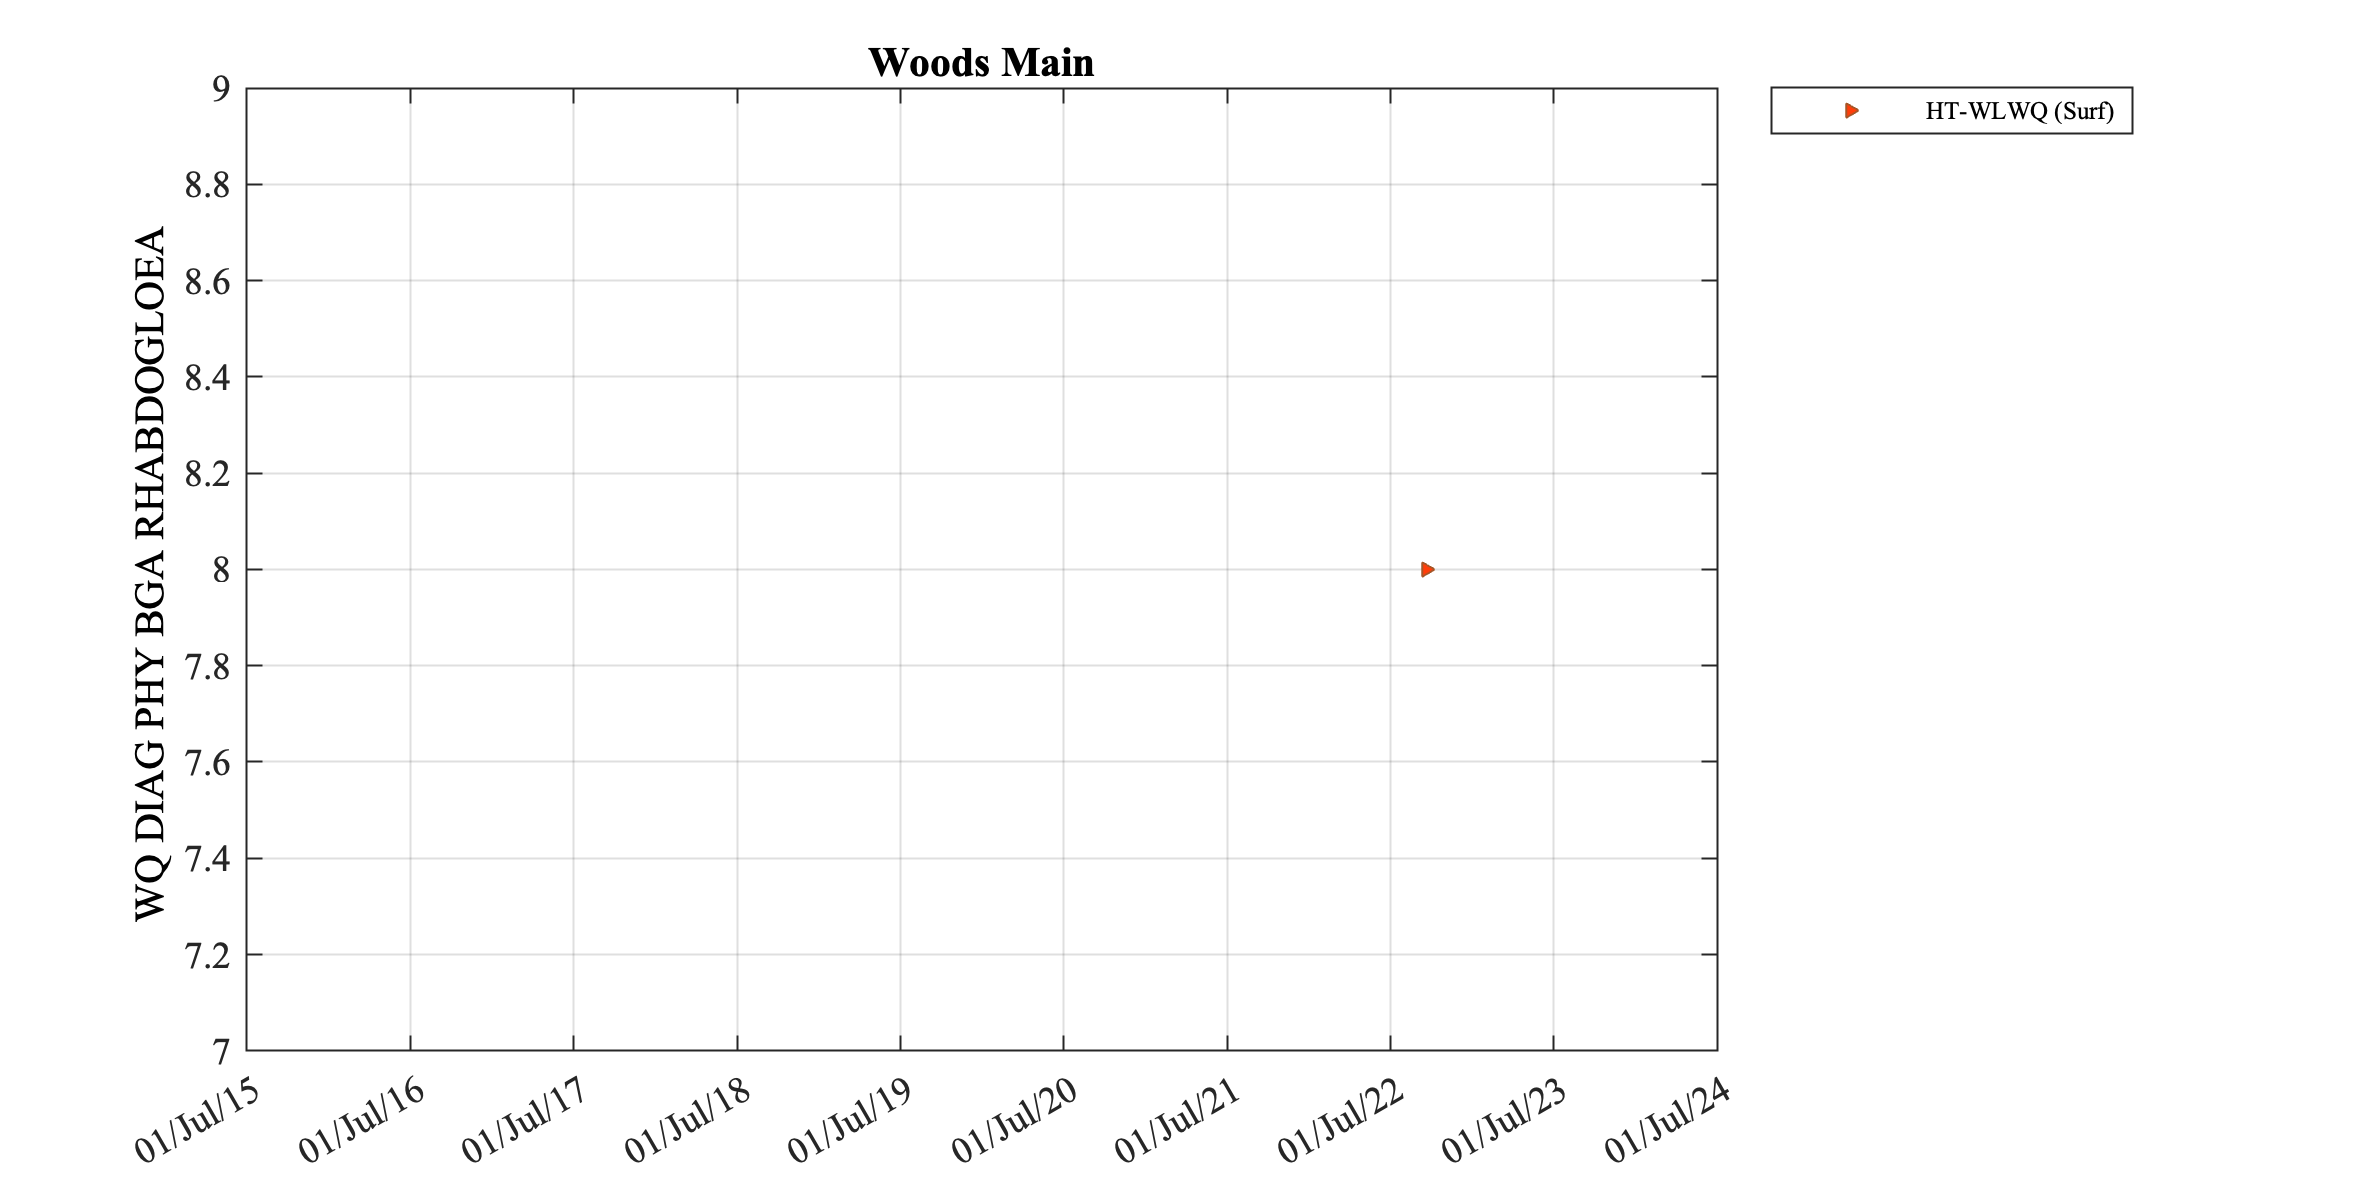 Woods Main
HT-WLWQ (Surf)
WQ DIAG PHY BGA RHABDOGLOEA
9
8.8
8.6
8.4
8.2
8
7.8
7.6
7.4
7.2
7
01/Jul/15
01/Jul/16
01/Jul/17
01/Jul/18
01/Jul/19
01/Jul/20
01/Jul/21
01/Jul/22
01/Jul/23
01/Jul/24